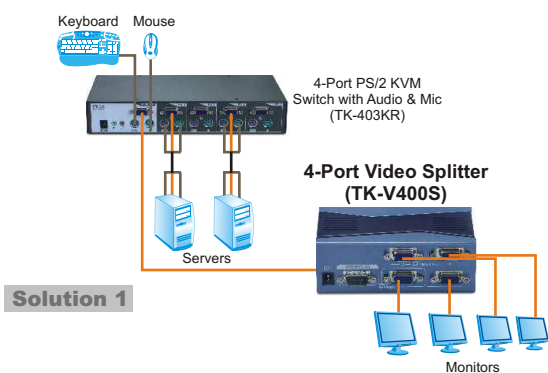 Keyboard Mouse
4-Port PS/2 KVM
Switch with Audio & Mic
(TK-403KR)
4-Port Video Splitter
(TK-V400S)
Servers
Solution 1
Monitors